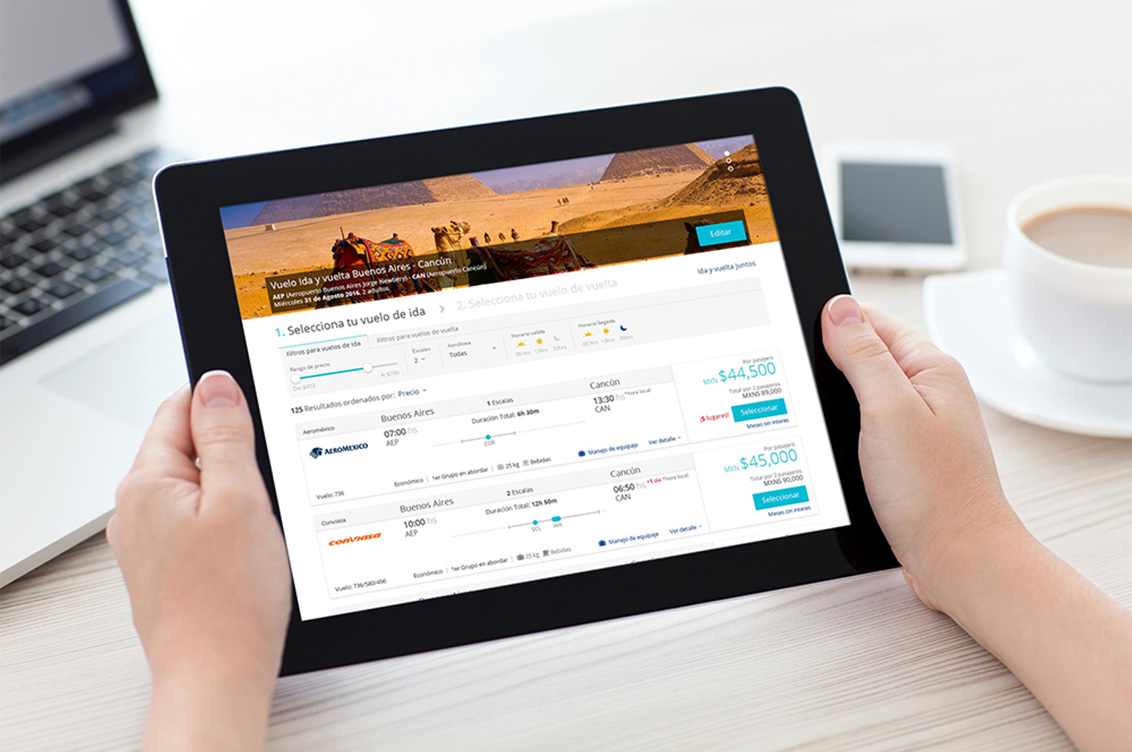 Editar
Vuelo Ida y vuelta Buenos Aires - Cancún
AEP (Aeropuerto Buenos Aires Jorge Newbery) - CAN (Aeropuerto Cancún)
Miércoles 31 de Agosto 2016. 2 adultos
Ida y vuelta juntos
1. Selecciona tu vuelo de ida > 2. Selecciona tu vuelo de vuelta
Filtros para vuelos de ida Filtros para vuelos de vuelta
Rango de precio Escales Aerolínea Horario salida Horario llegada
2 Todas
125 Resultados ordenados por: Precio
Aeroméxico Buenos Aires 1 Escalas Cancún
AEROMEXICO 07:00 hs Duración Total: 6h 30m 13:30 hs *hora local
AEP COR CAN
Por pasajero
MXN $44,500
Total por 2 pasajeros
MXN$ 89,000
¡5 lugares! Seleccionar
Meses sin interes
Vuelo: 736 Económico 1er Grupo en abordar 25 kg Bebidas Manejo de equipaje Ver detalle
Conviasa Buenos Aires 2 Escalas Cancún
conviasa 10:00 hs Duración Total: 12h 50m 06:50 hs +1 día *hora local
AEP SCL CAN
Por pasajero
MXN $45,000
Total por 2 pasajeros
MXN$ 90,000
Seleccionar
Meses sin interes
Vuelo: 736/580/456 Económico 1er Grupo en abordar 25 kg Bebidas Manejo de equipaje Ver detalle